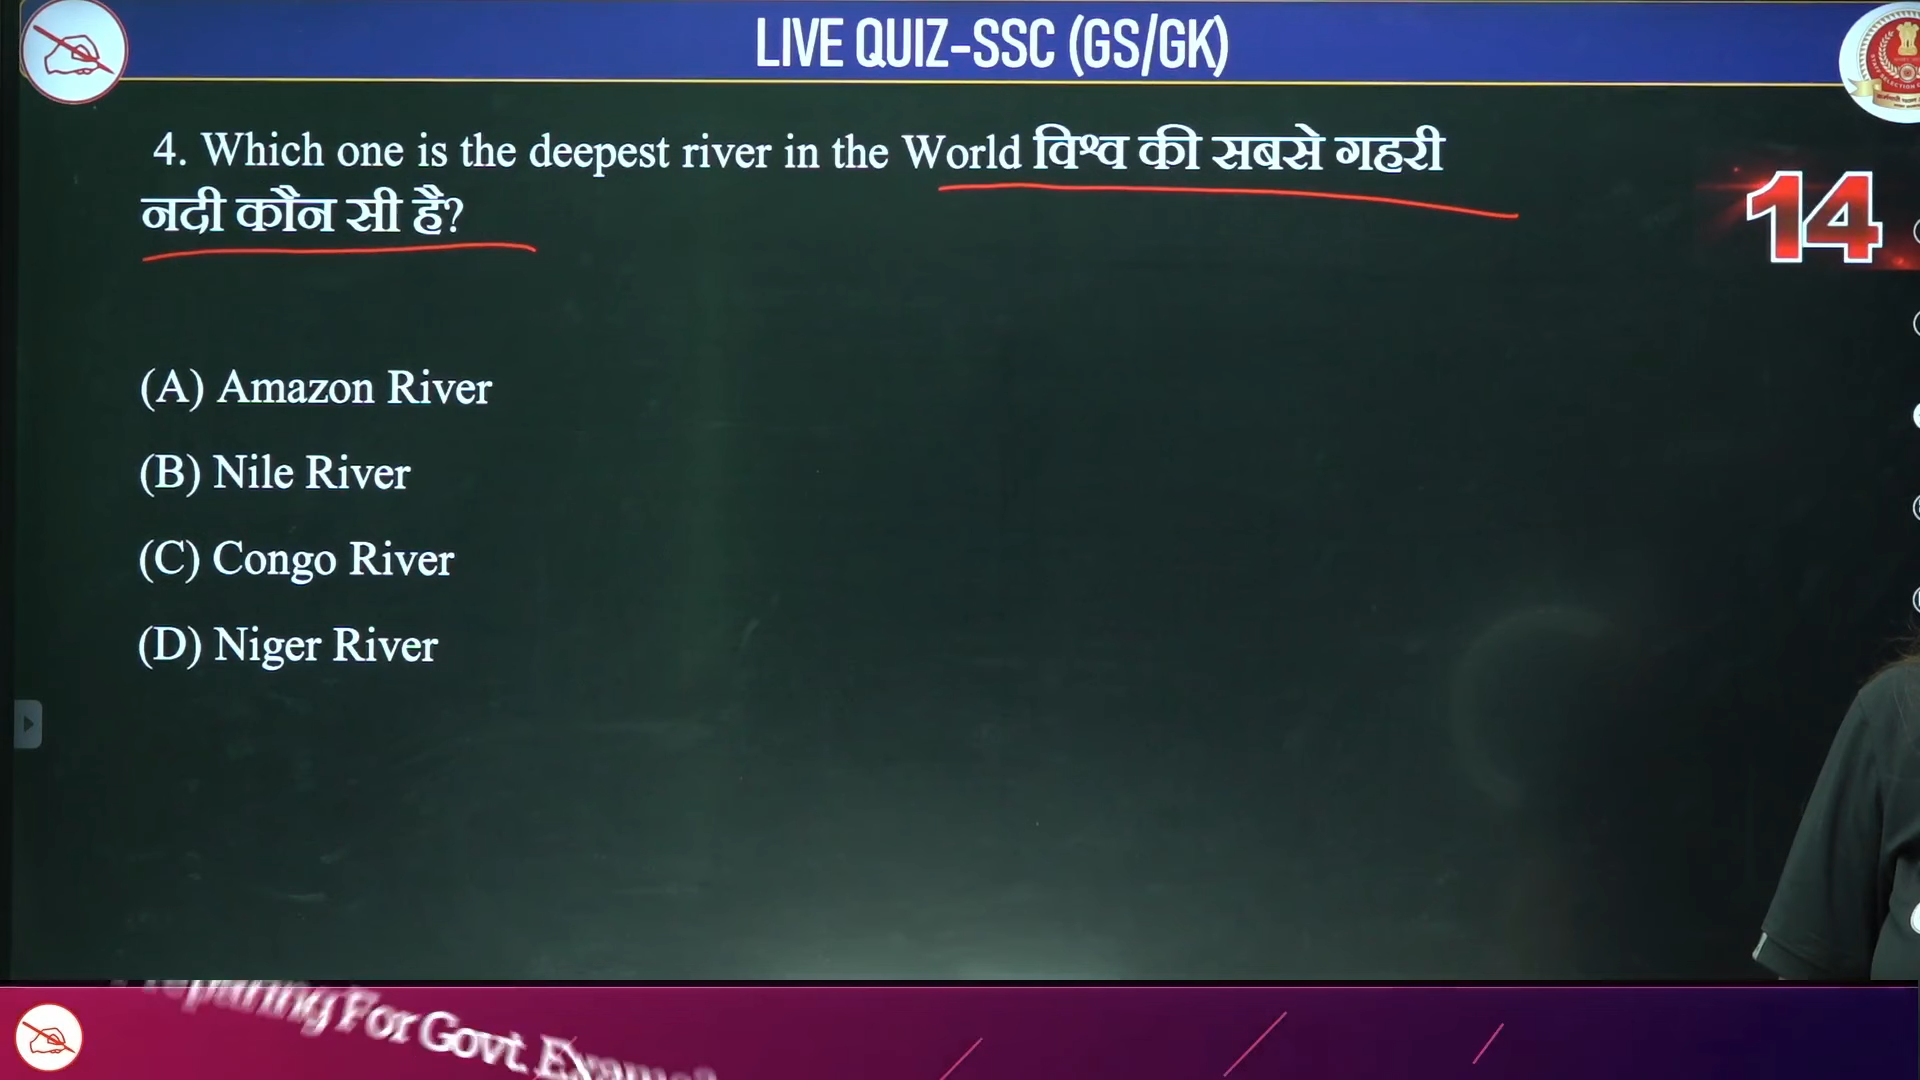 LIVE QUIZ-SSC (GS/GK)
4. Which one is the deepest river in the World विश्व की सबसे गहरी
नदी कौन सी है?
14
(A) Amazon River
(B) Nile River
(C) Congo River
(D) Niger River
For Govt.